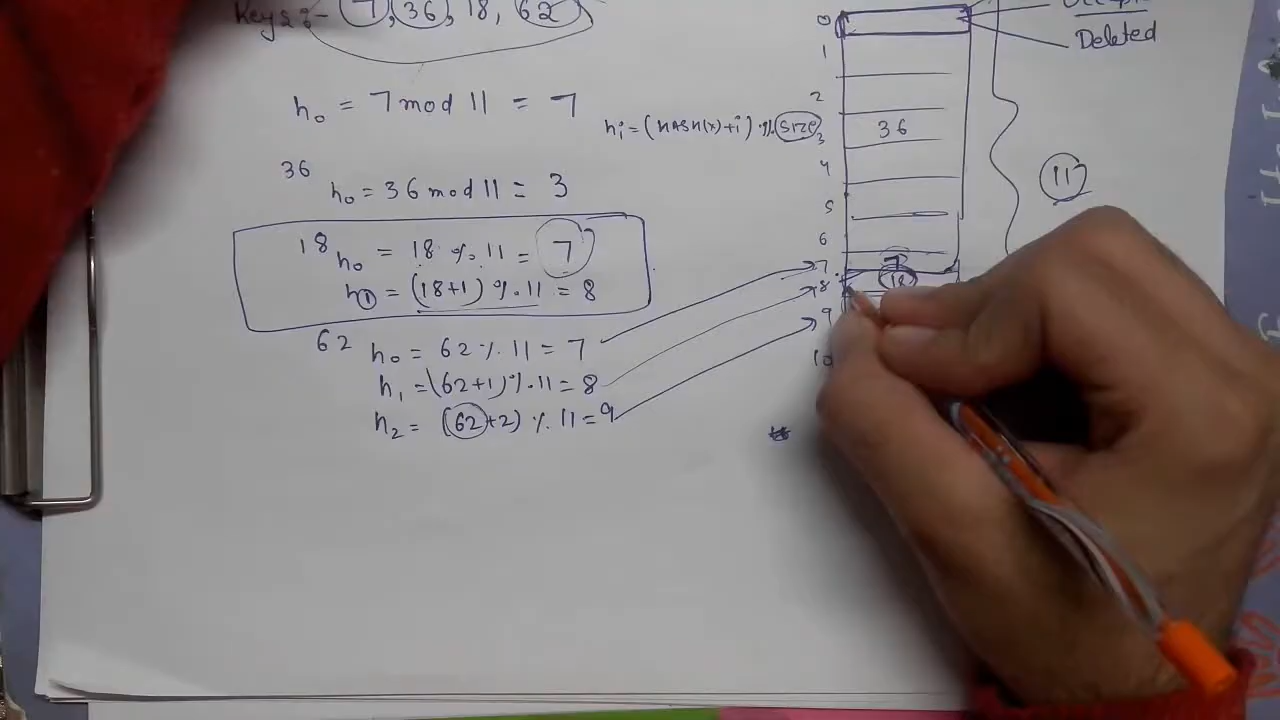 Keys :- 7, 36, 18, 62
h0 = 7 mod 11 = 7
36
h0 = 36 mod 11 = 3
18
h0 = 18 % 11 = 7
h1 = (18+1) % 11 = 8
62
h0 = 62 % 11 = 7
h1 = (62+1) % 11 = 8
h2 = (62+2) % 11 = 9
hi = (HASH(x)+i) % size
0
1
2
3 36
4
5
6
7 7
8 18
9
10
Deleted
11